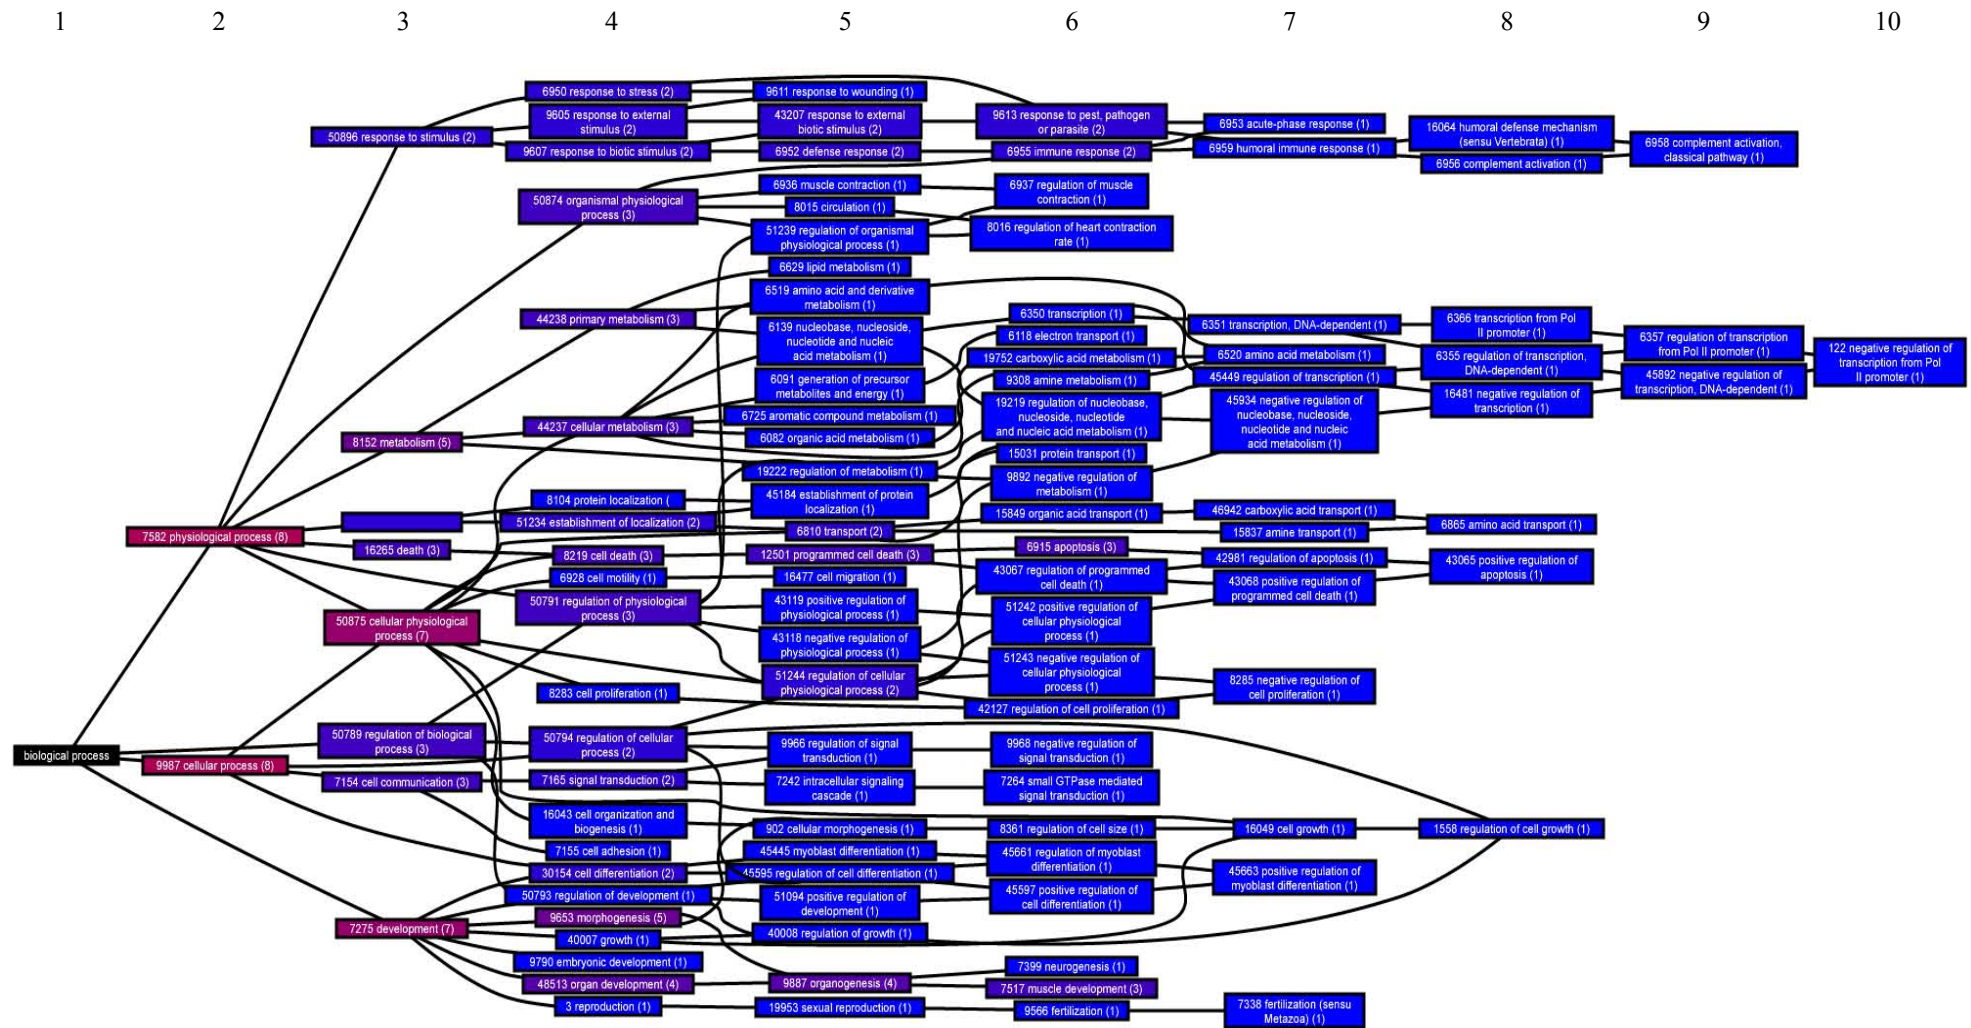 1 2 3 4 5 6 7 8 9 10
biological process
7582 physiological process (8)
9987 cellular process (8)
50896 response to stimulus (2)
8152 metabolism (5)
16265 death (3)
50875 cellular physiological
process (7)
50789 regulation of biological
process (3)
7154 cell communication (3)
7275 development (7)
6950 response to stress (2)
9605 response to external
stimulus (2)
9607 response to biotic stimulus (2)
50874 organismal physiological
process (3)
44238 primary metabolism (3)
44237 cellular metabolism (3)
8104 protein localization (
51234 establishment of localization (2)
8219 cell death (3)
6928 cell motility (1)
50791 regulation of physiological
process (3)
8283 cell proliferation (1)
50794 regulation of cellular
process (2)
7165 signal transduction (2)
16043 cell organization and
biogenesis (1)
7155 cell adhesion (1)
30154 cell differentiation (2)
50793 regulation of development (1)
9653 morphogenesis (5)
40007 growth (1)
9790 embryonic development (1)
48513 organ development (4)
3 reproduction (1)
9611 response to wounding (1)
43207 response to external
biotic stimulus (2)
6952 defense response (2)
6936 muscle contraction (1)
8015 circulation (1)
51239 regulation of organismal
physiological process (1)
6629 lipid metabolism (1)
6519 amino acid and derivative
metabolism (1)
6139 nucleobase, nucleoside,
nucleotide and nucleic
acid metabolism (1)
6091 generation of precursor
metabolites and energy (1)
6725 aromatic compound metabolism (1)
6082 organic acid metabolism (1)
19222 regulation of metabolism (1)
45184 establishment of protein
localization (1)
6810 transport (2)
12501 programmed cell death (3)
16477 cell migration (1)
43119 positive regulation of
physiological process (1)
43118 negative regulation of
physiological process (1)
51244 regulation of cellular
physiological process (2)
9966 regulation of signal
transduction (1)
7242 intracellular signaling
cascade (1)
902 cellular morphogenesis (1)
45445 myoblast differentiation (1)
45595 regulation of cell differentiation (1)
51094 positive regulation of
development (1)
40008 regulation of growth (1)
9887 organogenesis (4)
19953 sexual reproduction (1)
9613 response to pest, pathogen
or parasite (2)
6955 immune response (2)
6937 regulation of muscle
contraction (1)
8016 regulation of heart contraction
rate (1)
6350 transcription (1)
6118 electron transport (1)
19752 carboxylic acid metabolism (1)
9308 amine metabolism (1)
19219 regulation of nucleobase,
nucleoside, nucleotide
and nucleic acid metabolism (1)
15031 protein transport (1)
9892 negative regulation of
metabolism (1)
15849 organic acid transport (1)
6915 apoptosis (3)
43067 regulation of programmed
cell death (1)
51242 positive regulation of
cellular physiological
process (1)
51243 negative regulation of
cellular physiological
process (1)
42127 regulation of cell proliferation (1)
9968 negative regulation of
signal transduction (1)
7264 small GTPase mediated
signal transduction (1)
8361 regulation of cell size (1)
45661 regulation of myoblast
differentiation (1)
45597 positive regulation of
cell differentiation (1)
7399 neurogenesis (1)
7517 muscle development (3)
9566 fertilization (1)
6953 acute-phase response (1)
6959 humoral immune response (1)
6351 transcription, DNA-dependent (1)
6520 amino acid metabolism (1)
45449 regulation of transcription (1)
45934 negative regulation of
nucleobase, nucleoside,
nucleotide and nucleic
acid metabolism (1)
46942 carboxylic acid transport (1)
15837 amine transport (1)
42981 regulation of apoptosis (1)
43068 positive regulation of
programmed cell death (1)
8285 negative regulation of
cell proliferation (1)
16049 cell growth (1)
45663 positive regulation of
myoblast differentiation (1)
7338 fertilization (sensu
Metazoa) (1)
16064 humoral defense mechanism
(sensu Vertebrata) (1)
6956 complement activation (1)
6366 transcription from Pol
II promoter (1)
6355 regulation of transcription,
DNA-dependent (1)
16481 negative regulation of
transcription (1)
6865 amino acid transport (1)
43065 positive regulation of
apoptosis (1)
1558 regulation of cell growth (1)
6958 complement activation,
classical pathway (1)
6357 regulation of transcription
from Pol II promoter (1)
45892 negative regulation of
transcription, DNA-dependent (1)
122 negative regulation of
transcription from Pol
II promoter (1)